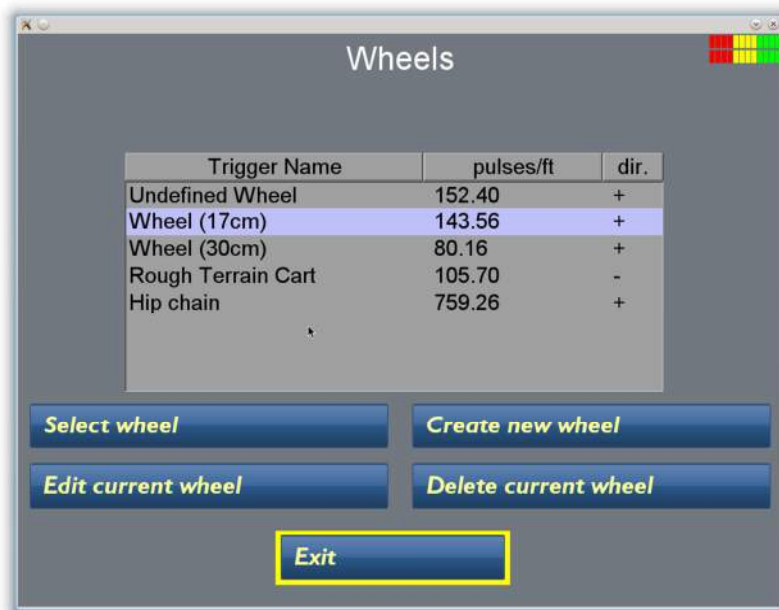 Wheels
Trigger Name pulses/ft dir.
Undefined Wheel 152.40 +
Wheel (17cm) 143.56 +
Wheel (30cm) 80.16 +
Rough Terrain Cart 105.70 -
Hip chain 759.26 +
Select wheel Create new wheel
Edit current wheel Delete current wheel
Exit